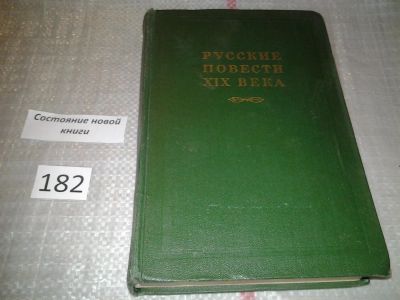 РУССКИЕ
ПОВЕСТИ
XIX ВЕКА
Состояние новой
книги
182